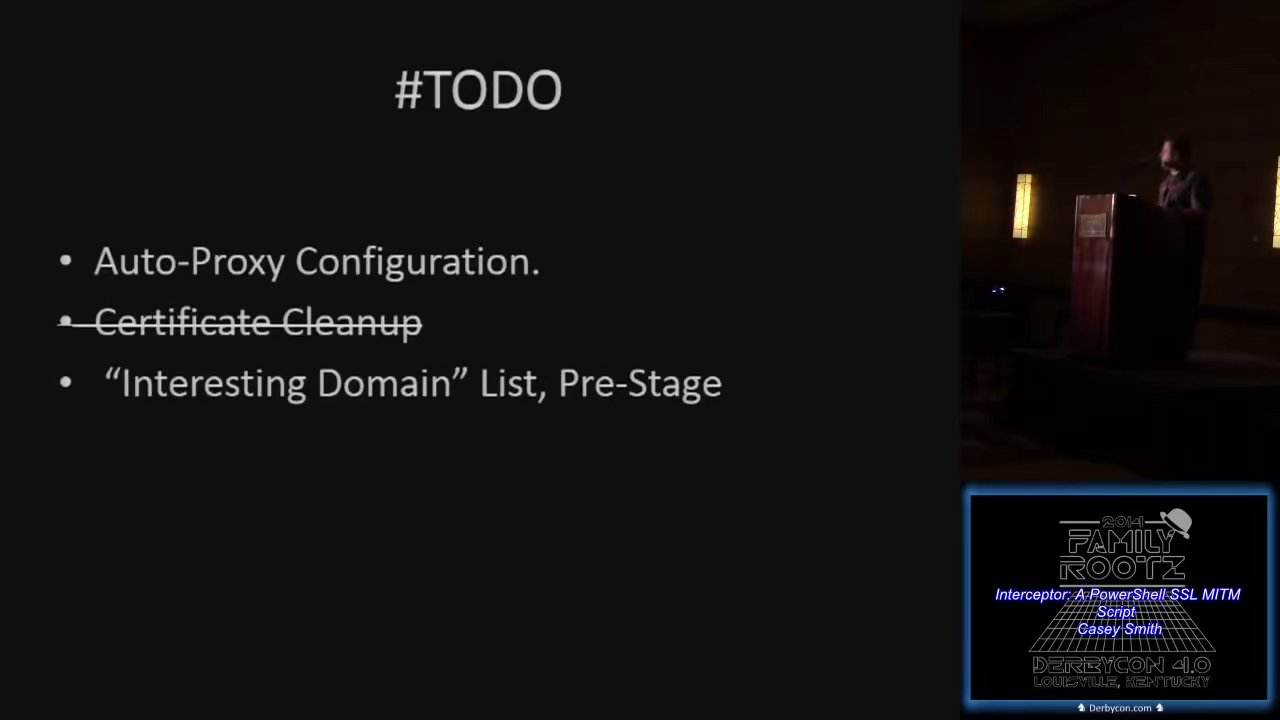 #TODO
• Auto-Proxy Configuration.
• Certificate Cleanup
• “Interesting Domain” List, Pre-Stage
2014
FAMILY
ROOTZ
Interceptor: A PowerShell SSL MITM
Script
Casey Smith
DERBYCON 4.0
LOUISVILLE, KENTUCKY
Derbycon.com